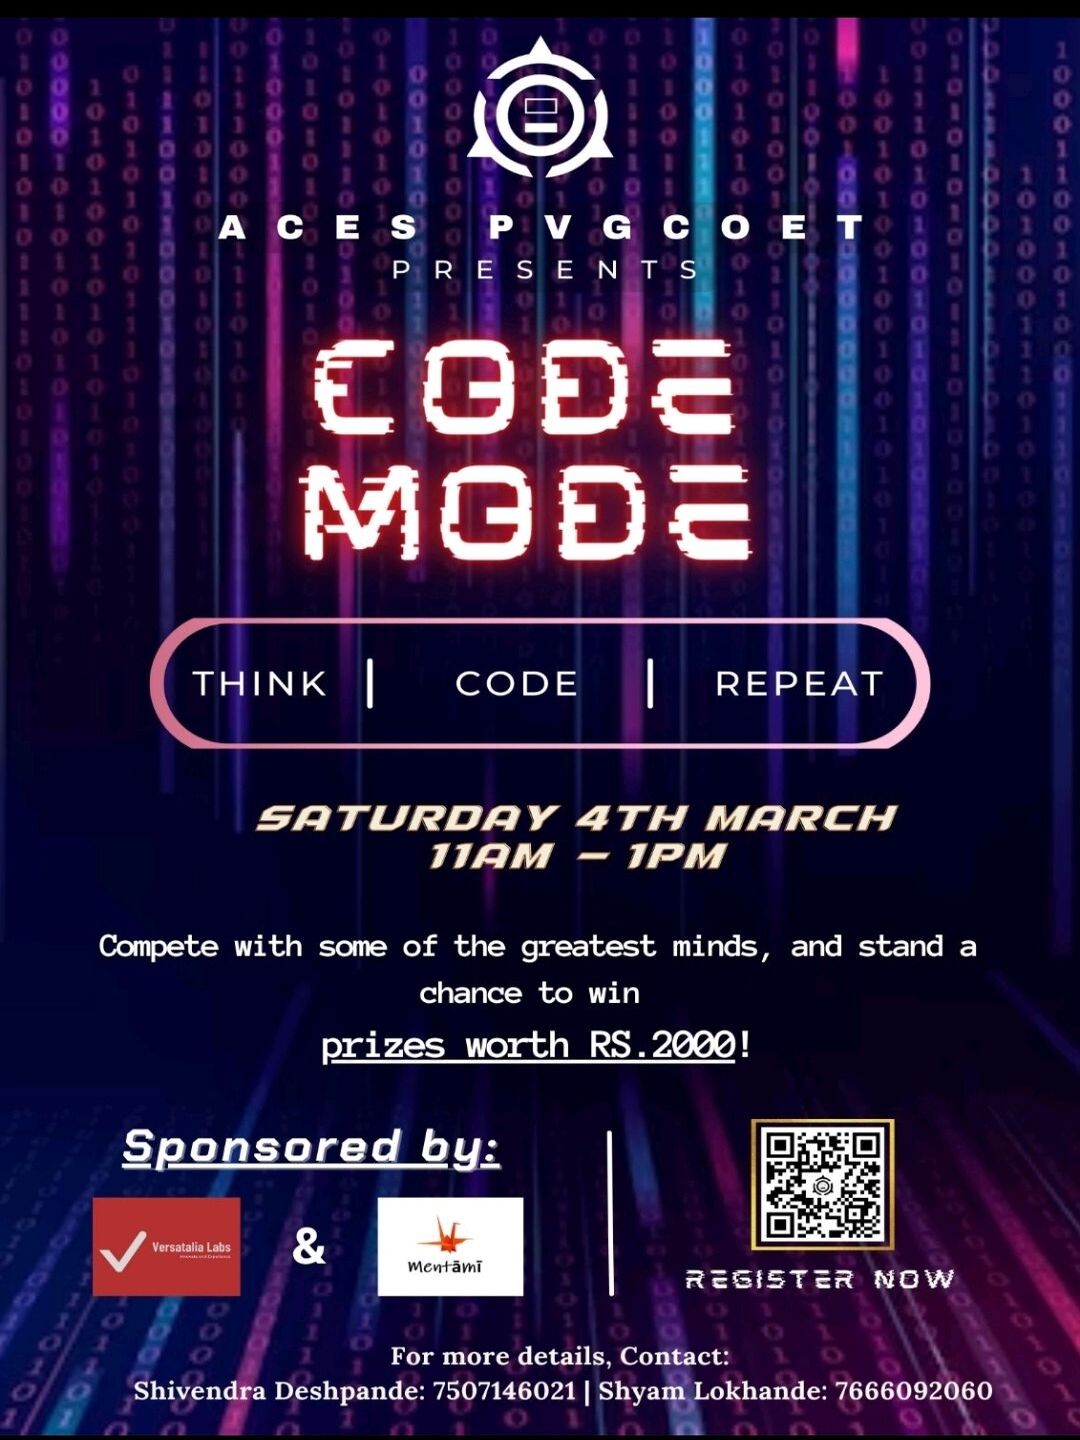 ACES PVGCOET
PRESENTS
CODE
MODE
THINK | CODE | REPEAT
SATURDAY 4TH MARCH
11AM – 1PM
Compete with some of the greatest minds, and stand a
chance to win
prizes worth RS.2000!
Sponsored by:
Versatalia Labs
&
Mentāmī
REGISTER NOW
For more details, Contact:
Shivendra Deshpande: 7507146021 | Shyam Lokhande: 7666092060